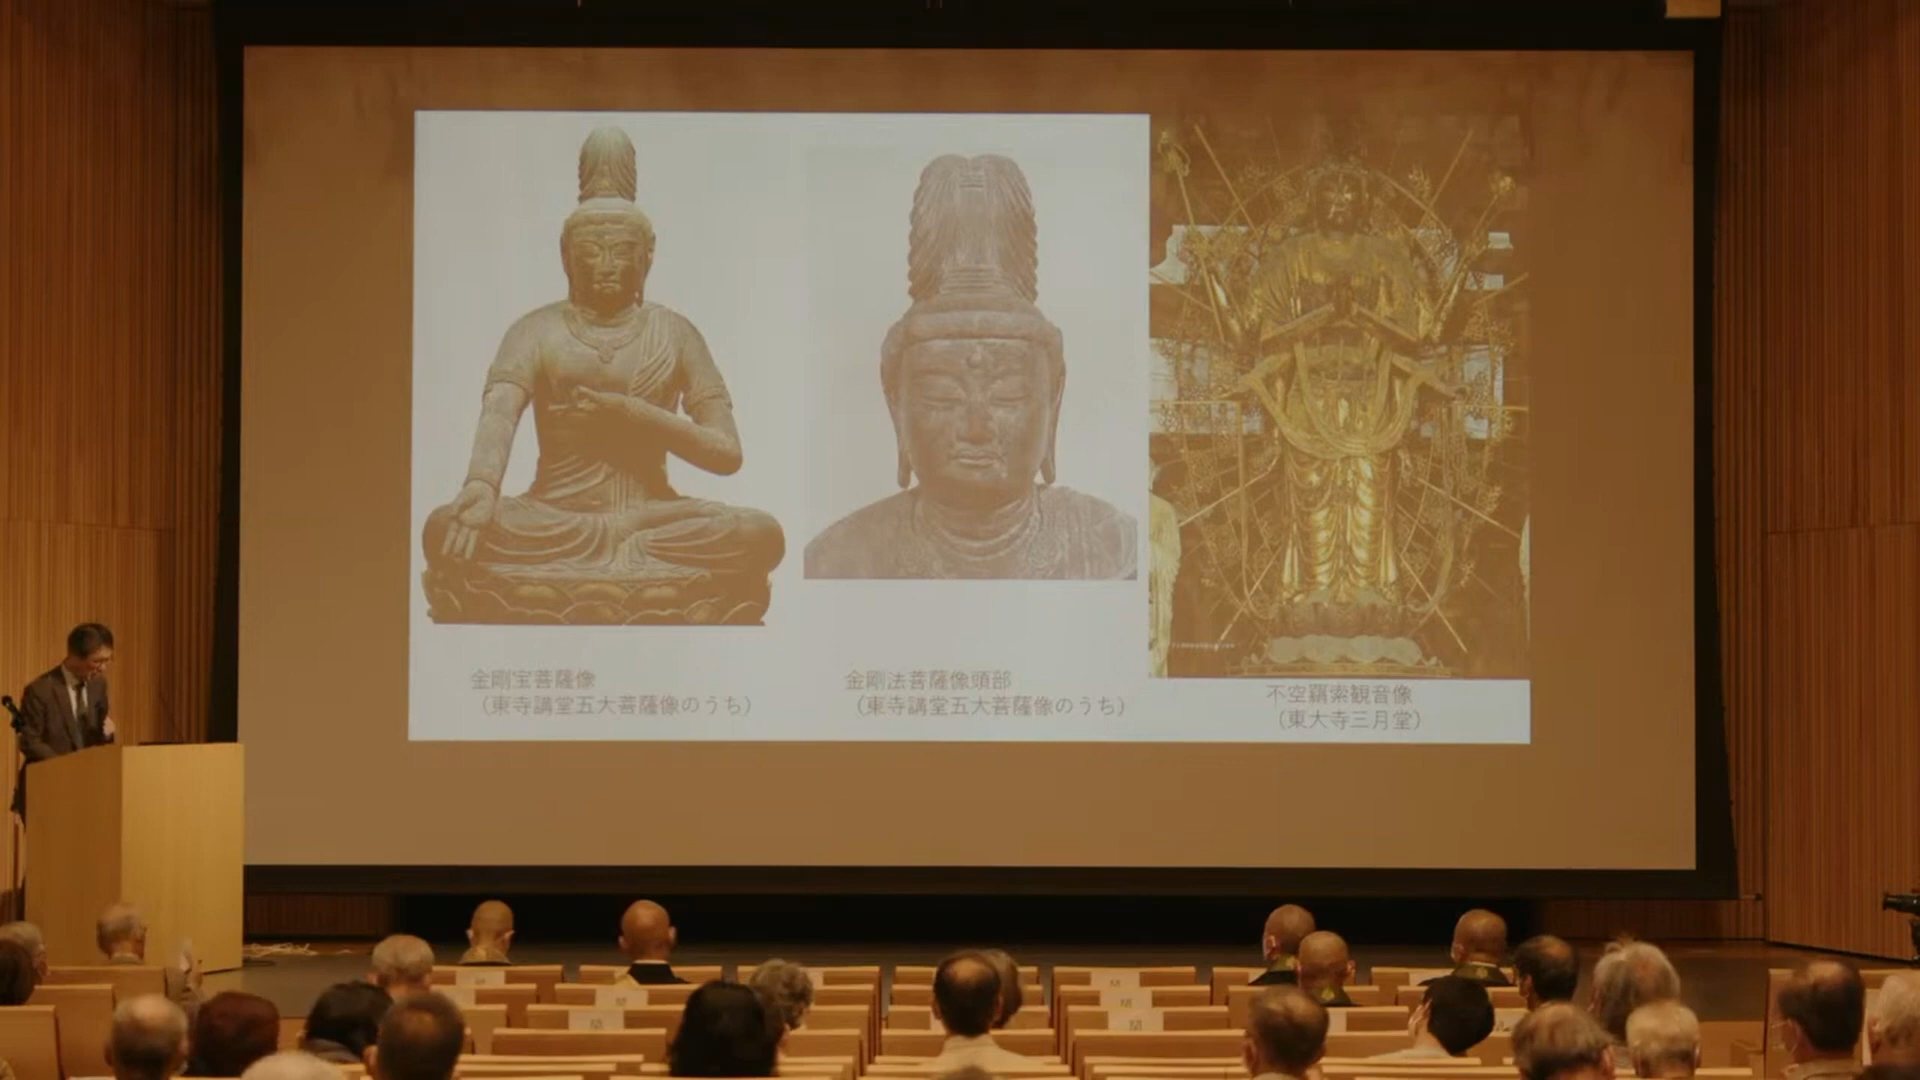 金剛宝菩薩像
（東寺講堂五大菩薩像のうち）
金剛法菩薩像頭部
（東寺講堂五大菩薩像のうち）
不空羂索観音像
（東大寺三月堂）